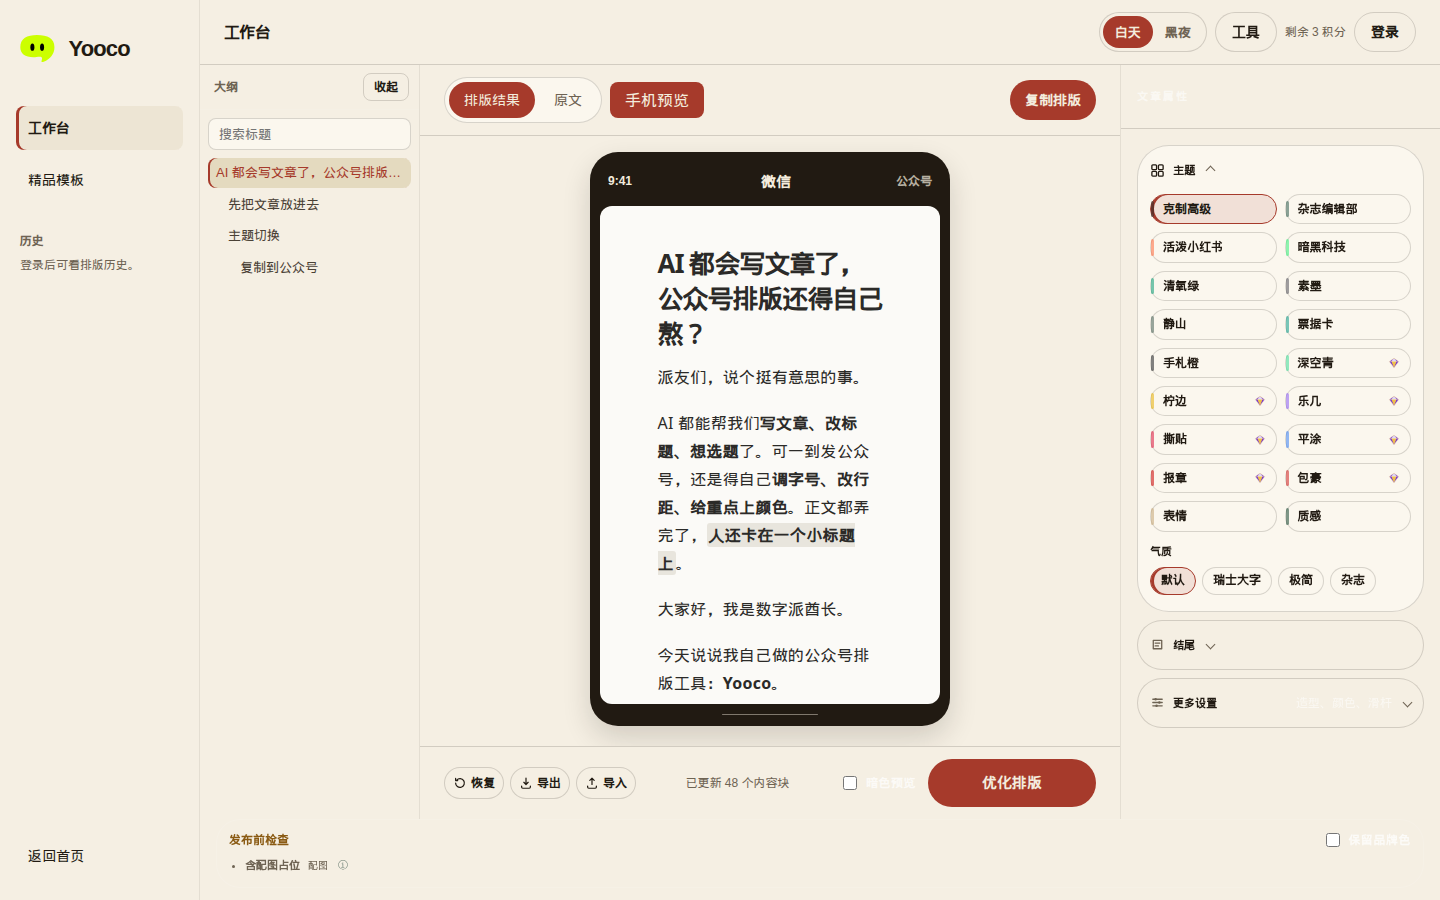 Yooco
工作台
精品模板
历史
登录后可看排版历史。
返回首页
工作台
白天
黑夜
工具
剩余 3 积分
登录
大纲
收起
搜索标题
AI 都会写文章了，公众号排版…
先把文章放进去
主题切换
复制到公众号
排版结果
原文
手机预览
复制排版
9:41
微信
公众号
AI 都会写文章了，
公众号排版还得自己
熬？
派友们，说个挺有意思的事。
AI 都能帮我们写文章、改标
题、想选题了。可一到发公众
号，还是得自己调字号、改行
距、给重点上颜色。正文都弄
完了，人还卡在一个小标题
上。
大家好，我是数字派酋长。
今天说说我自己做的公众号排
版工具：Yooco。
恢复
导出
导入
已更新 48 个内容块
暗色预览
优化排版
发布前检查
含配图占位 配图
保留品牌色
文章属性
主题
克制高级
杂志编辑部
活泼小红书
暗黑科技
清氧绿
素墨
静山
票据卡
手札橙
深空青
柠边
乐几
撕贴
平涂
报章
包豪
表情
质感
气质
默认
瑞士大字
极简
杂志
结尾
更多设置